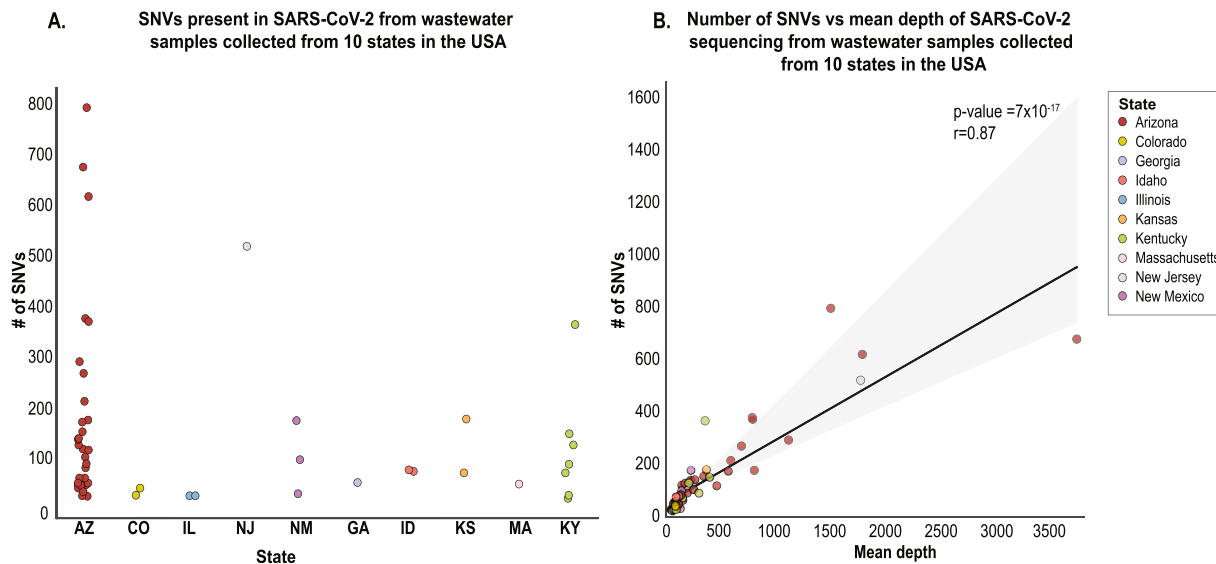 A.
SNVs present in SARS-CoV-2 from wastewater
samples collected from 10 states in the USA
# of SNVs
800
700
600
500
400
300
200
100
0
AZ CO IL NJ NM GA ID KS MA KY
State
B.
Number of SNVs vs mean depth of SARS-CoV-2
sequencing from wastewater samples collected
from 10 states in the USA
# of SNVs
1600
1400
1200
1000
800
600
400
200
0
p-value =7x10⁻¹⁷
r=0.87
0 500 1000 1500 2000 2500 3000 3500
Mean depth
State
Arizona
Colorado
Georgia
Idaho
Illinois
Kansas
Kentucky
Massachusetts
New Jersey
New Mexico